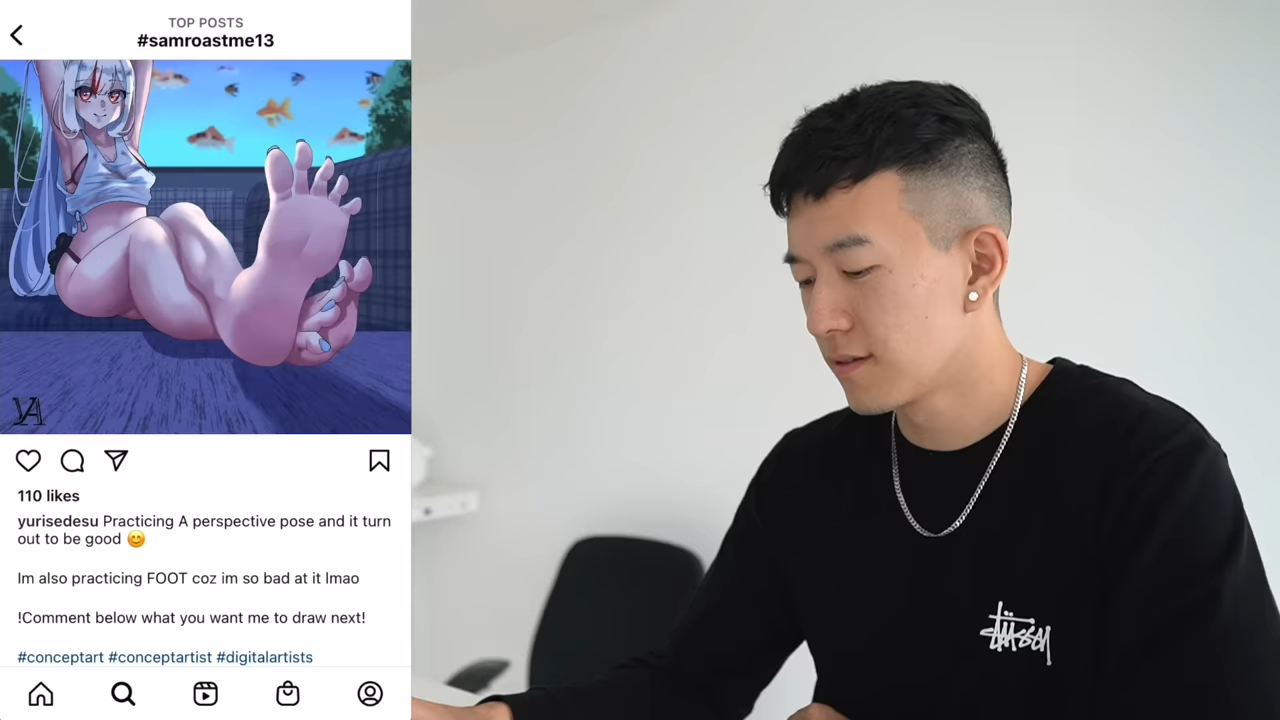 TOP POSTS
#samroastme13
YA
110 likes
yurisedesu Practicing A perspective pose and it turn
out to be good 😊
Im also practicing FOOT coz im so bad at it lmao
!Comment below what you want me to draw next!
#conceptart #conceptartist #digitalartists
Stüssy